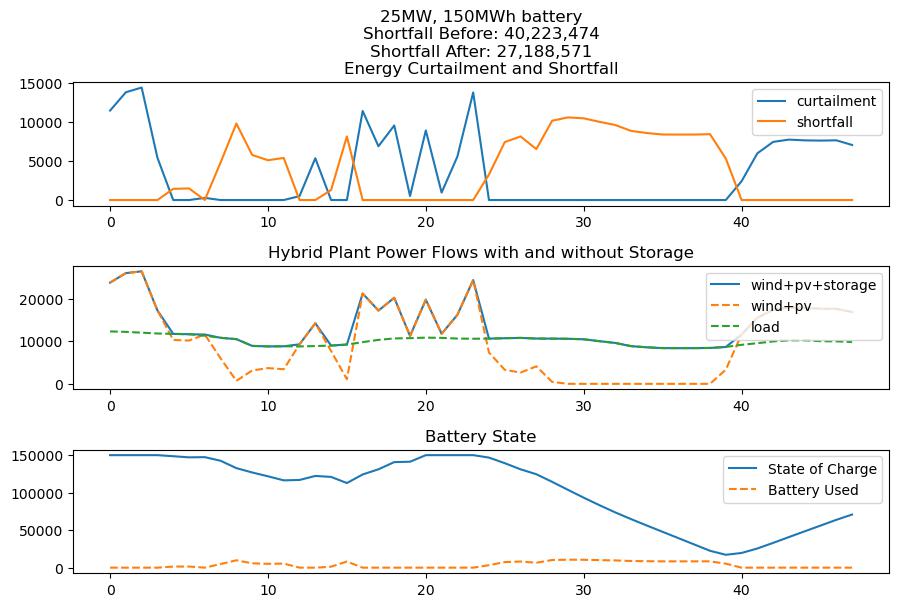 25MW, 150MWh battery
Shortfall Before: 40,223,474
Shortfall After: 27,188,571
Energy Curtailment and Shortfall
15000
10000
5000
0
curtailment
shortfall
0 10 20 30 40
Hybrid Plant Power Flows with and without Storage
20000
10000
0
wind+pv+storage
wind+pv
load
0 10 20 30 40
Battery State
150000
100000
50000
0
State of Charge
Battery Used
0 10 20 30 40